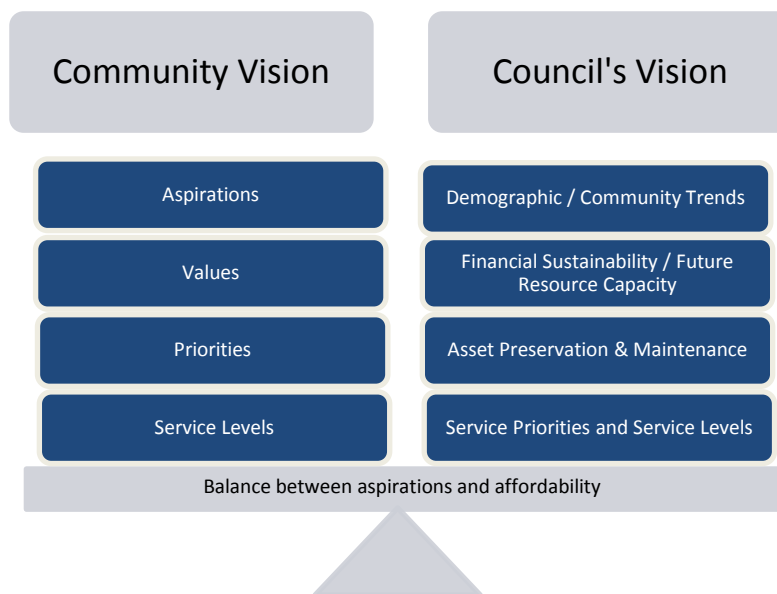 Community Vision
Council's Vision
Aspirations
Values
Priorities
Service Levels
Demographic / Community Trends
Financial Sustainability / Future
Resource Capacity
Asset Preservation & Maintenance
Service Priorities and Service Levels
Balance between aspirations and affordability